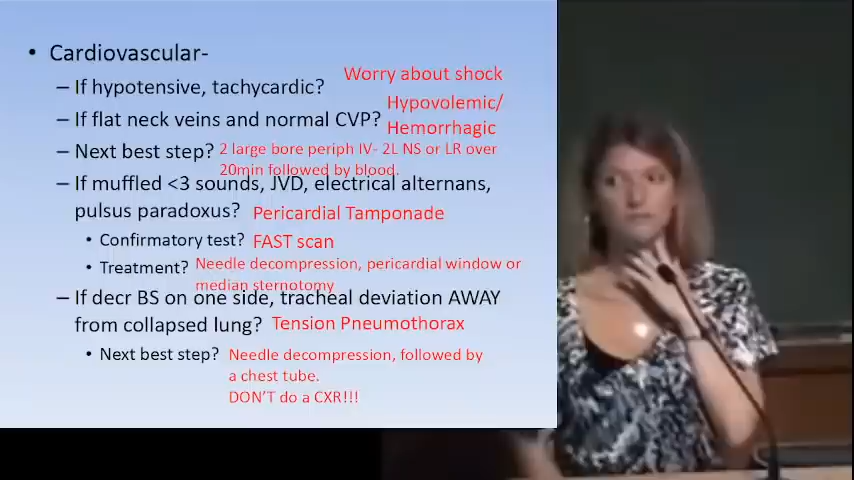 • Cardiovascular-
– If hypotensive, tachycardic? Worry about shock
– If flat neck veins and normal CVP? Hypovolemic/
Hemorrhagic
– Next best step? 2 large bore periph IV- 2L NS or LR over
20min followed by blood.
– If muffled <3 sounds, JVD, electrical alternans,
pulsus paradoxus? Pericardial Tamponade
• Confirmatory test? FAST scan
• Treatment? Needle decompression, pericardial window or
median sternotomy
– If decr BS on one side, tracheal deviation AWAY
from collapsed lung? Tension Pneumothorax
• Next best step? Needle decompression, followed by
a chest tube.
DON'T do a CXR!!!